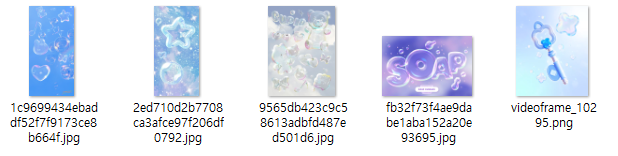 SOAP
1c9699434ebad
df52f7f9173ce8
b664f.jpg
2ed710d2b7708
ca3afce97f206df
0792.jpg
9565db423c9c5
8613adbfd487e
d501d6.jpg
fb32f73f4ae9da
be1aba152a20e
93695.jpg
videoframe_102
95.png